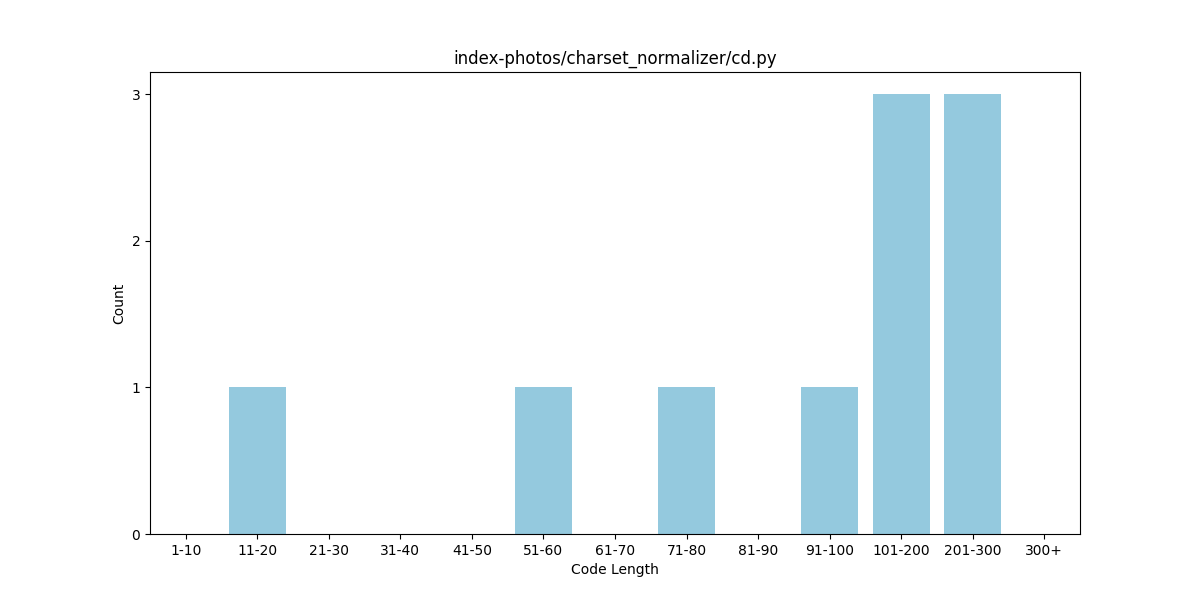 index-photos/charset_normalizer/cd.py
3
2
1
0
Count
1-10 11-20 21-30 31-40 41-50 51-60 61-70 71-80 81-90 91-100 101-200 201-300 300+
Code Length